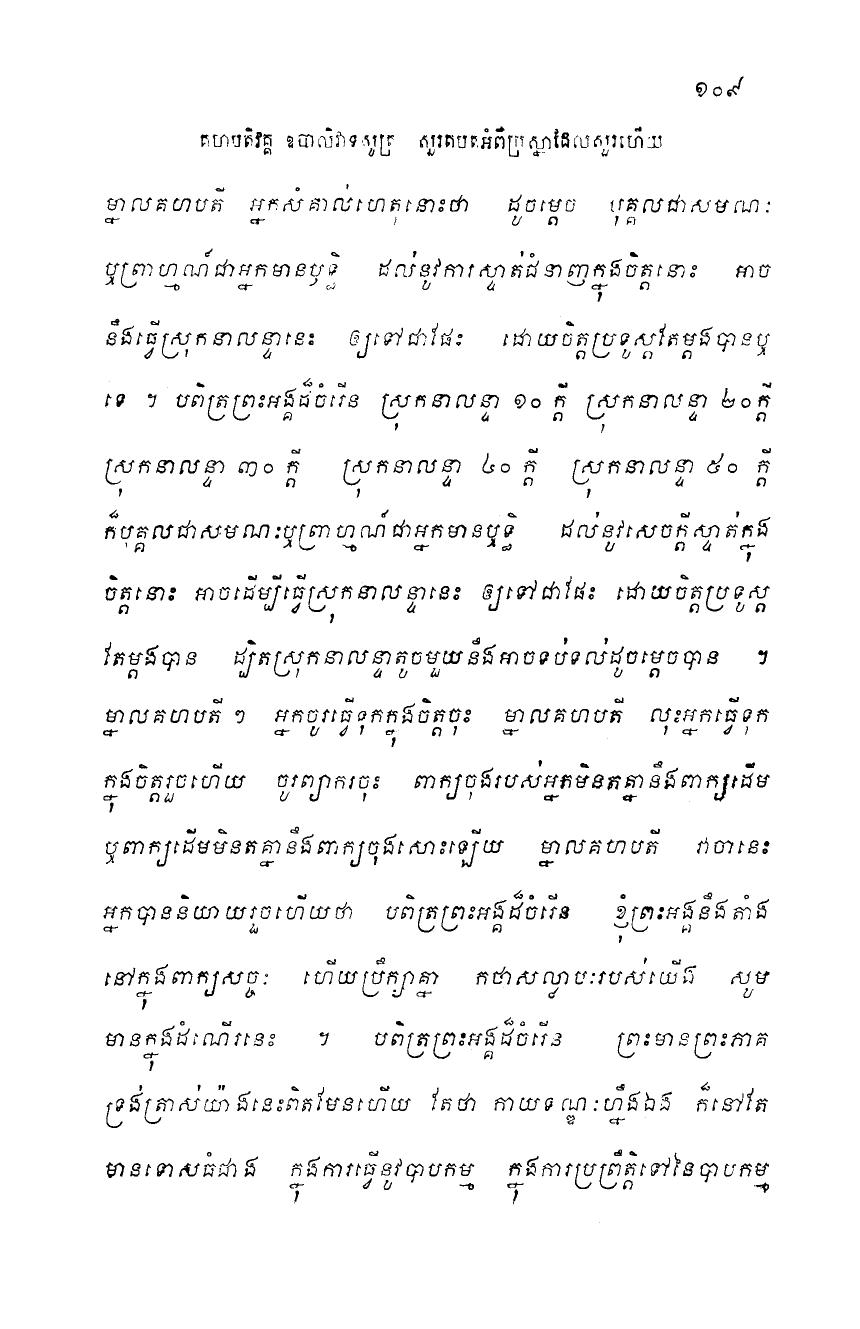 ១០៩
គហបតិវគ្គ ឧបាលិវាទសូត្រ សួរតបតអំពីប្រស្នាដែលសួរហើយ
ម្នាលគហបតី អ្នកសំគាល់ហេតុនោះថា ដូចម្តេច បុគ្គលជាសមណៈ
ឬព្រាហ្មណ៍ជាអ្នកមានឫទ្ធិ ដល់នូវការស្ទាត់ជំនាញក្នុងចិត្តនោះ អាច
នឹងធ្វើស្រុកនាលន្ទានេះ ឲ្យទៅជាផែះ ដោយចិត្តប្រទូស្តតែម្តងបានឬ
ទេ ។ បពិត្រព្រះអង្គដ៏ចំរើន ស្រុកនាលន្ទា ១០ ក្តី ស្រុកនាលន្ទា ២០ក្តី
ស្រុកនាលន្ទា ៣០ ក្តី ស្រុកនាលន្ទា ៤០ ក្តី ស្រុកនាលន្ទា ៥០ ក្តី
ក៏បុគ្គលជាសមណៈឬព្រាហ្មណ៍ជាអ្នកមានឫទ្ធិ ដល់នូវសេចក្តីស្ទាត់ក្នុង
ចិត្តនោះ អាចដើម្បីធ្វើស្រុកនាលន្ទានេះ ឲ្យទៅជាផែះ ដោយចិត្តប្រទូស្ត
តែម្តងបាន ដ្បិតស្រុកនាលន្ទាតូចមួយនឹងអាចទប់ទល់ដូចម្តេចបាន ។
ម្នាលគហបតី ៗ អ្នកចូរធ្វើទុកក្នុងចិត្តចុះ ម្នាលគហបតី លុះអ្នកធ្វើទុក
ក្នុងចិត្តរួចហើយ ចូរព្យាករចុះ ពាក្យចុងរបស់អ្នកមិនតគ្នានឹងពាក្យដើម
ឬពាក្យដើមមិនតគ្នានឹងពាក្យចុងសោះឡើយ ម្នាលគហបតី វាចានេះ
អ្នកបាននិយាយរួចហើយថា បពិត្រព្រះអង្គដ៏ចំរើន ខ្ញុំព្រះអង្គនឹងតាំង
នៅក្នុងពាក្យសច្ចៈ ហើយប្រឹក្សាគ្នា កថាសល្លាបៈរបស់យើង សូម
មានក្នុងដំណើរនេះ ។ បពិត្រព្រះអង្គដ៏ចំរើន ព្រះមានព្រះភាគ
ទ្រង់ត្រាស់យ៉ាងនេះពិតមែនហើយ តែថា កាយទណ្ឌៈហ្នឹងឯង ក៏នៅតែ
មានទោសធំជាង ក្នុងការធ្វើនូវបាបកម្ម ក្នុងការប្រព្រឹត្តិទៅនៃបាបកម្ម